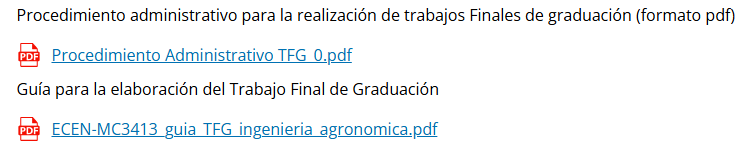 Procedimiento administrativo para la realización de trabajos Finales de graduación (formato pdf)
PDF Procedimiento Administrativo TFG_0.pdf
Guía para la elaboración del Trabajo Final de Graduación
PDF ECEN-MC3413_guia_TFG_ingenieria_agronomica.pdf